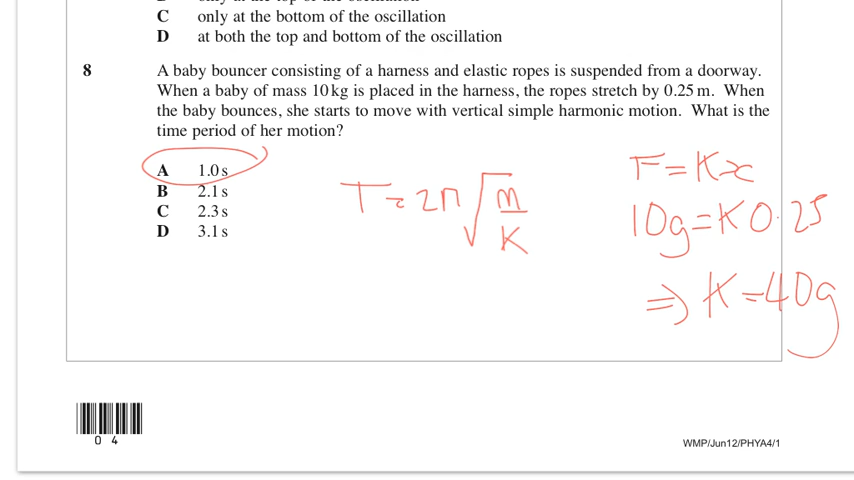 C only at the bottom of the oscillation
D at both the top and bottom of the oscillation
8 A baby bouncer consisting of a harness and elastic ropes is suspended from a doorway.
When a baby of mass 10 kg is placed in the harness, the ropes stretch by 0.25 m. When
the baby bounces, she starts to move with vertical simple harmonic motion. What is the
time period of her motion?
A 1.0 s
B 2.1 s
C 2.3 s
D 3.1 s
T = 2π√(m/K)
F = Kx
10g = K0.25
⇒ K = 40g
0 4
WMP/Jun12/PHYA4/1